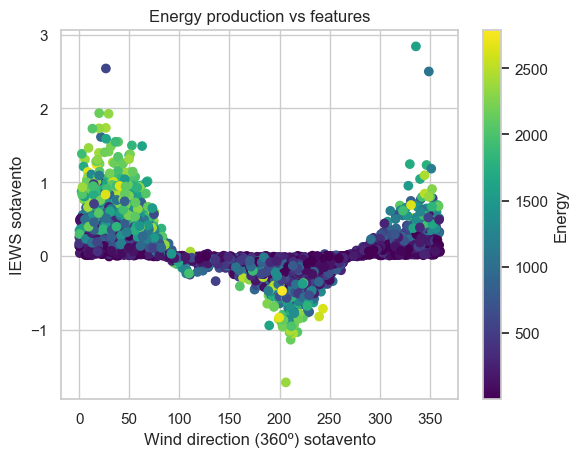 Energy production vs features
3
2
1
0
−1
IEWS sotavento
0 50 100 150 200 250 300 350
Wind direction (360º) sotavento
2500
2000
1500
1000
500
Energy